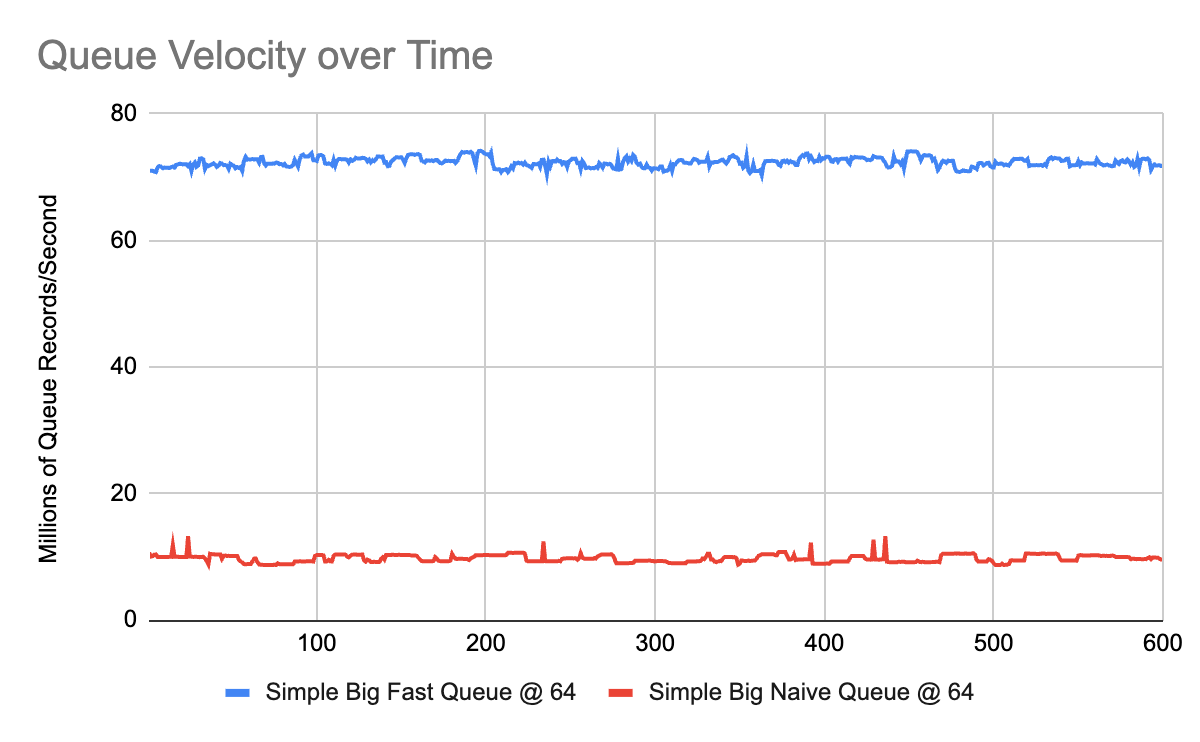 Queue Velocity over Time
Millions of Queue Records/Second
80
60
40
20
0
100 200 300 400 500 600
Simple Big Fast Queue @ 64 Simple Big Naive Queue @ 64